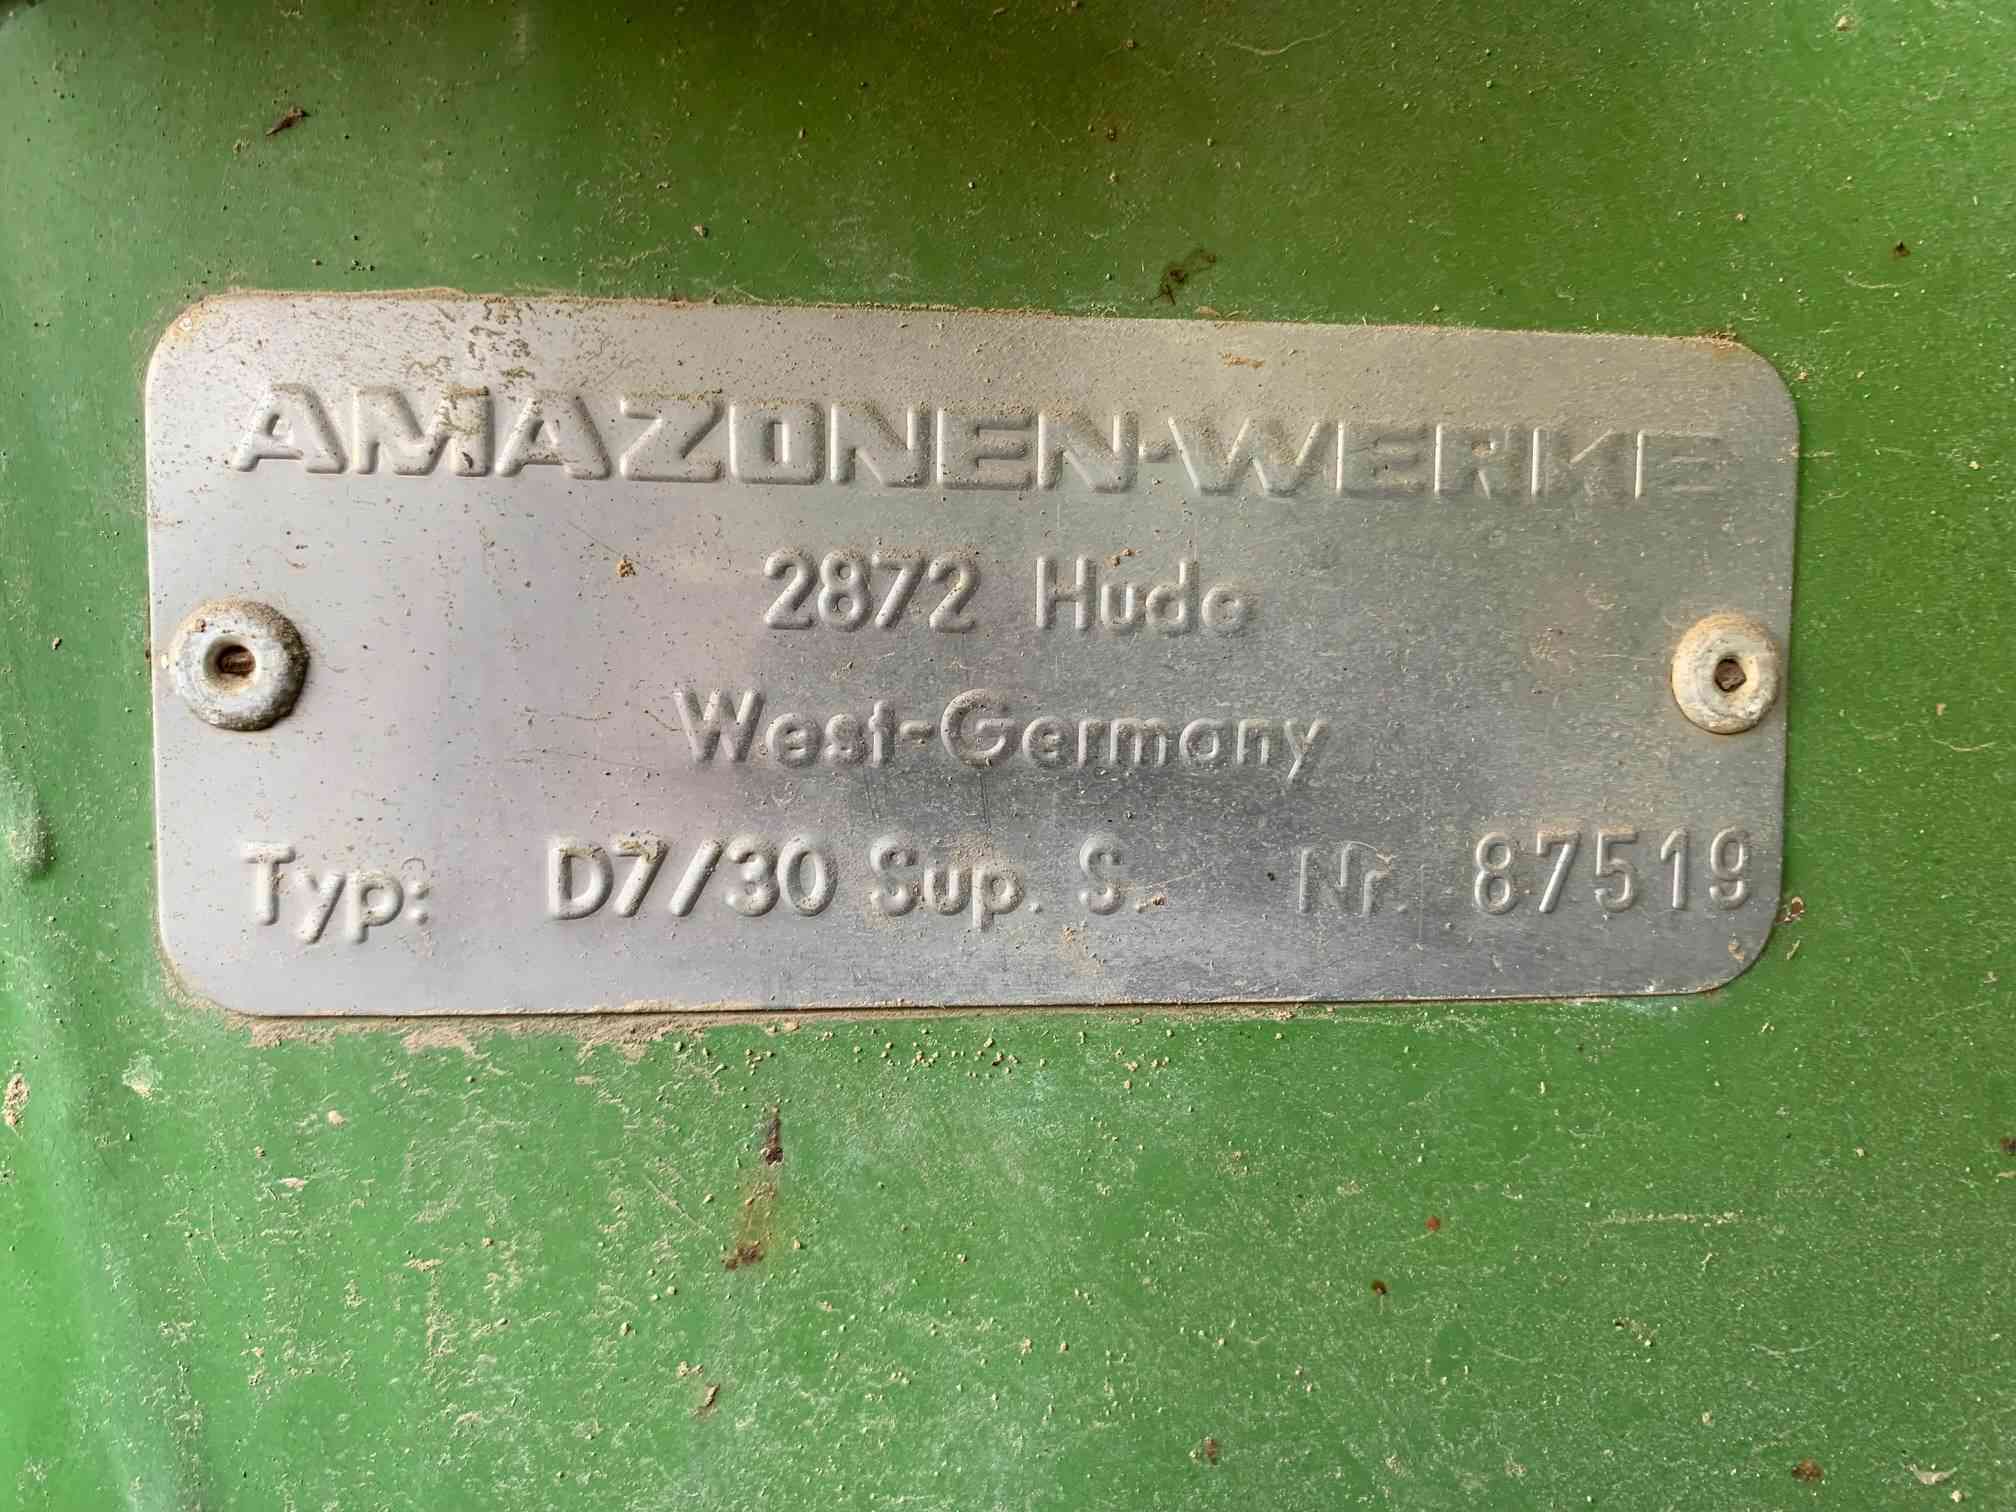 AMAZONEN-WERKE
2872 Hude
West-Germany
Typ: D7/30 Sup. S. Nr. 87519